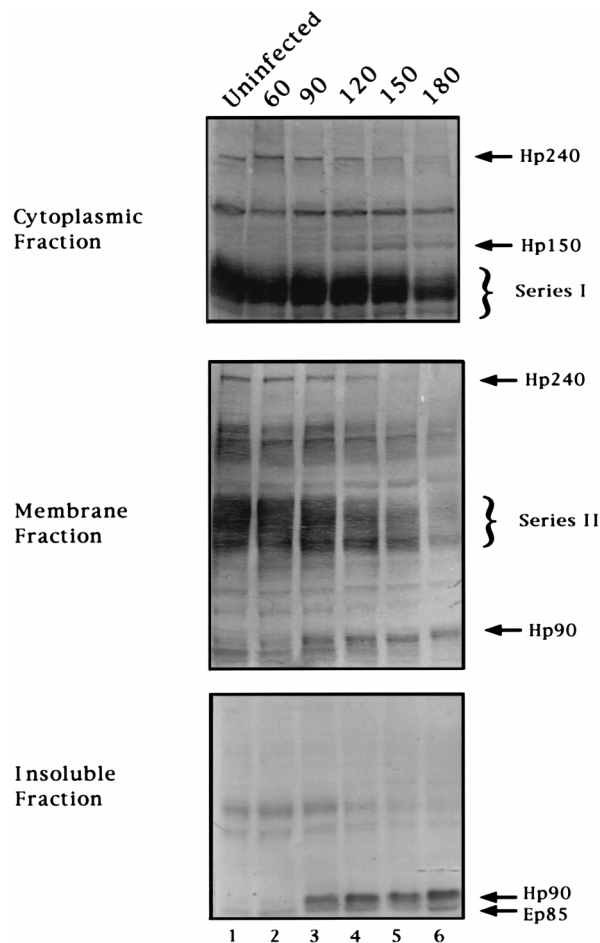 Uninfected 60 90 120 150 180
Cytoplasmic
Fraction
Hp240
Hp150
Series I
Membrane
Fraction
Hp240
Series II
Hp90
Insoluble
Fraction
Hp90
Ep85
1 2 3 4 5 6